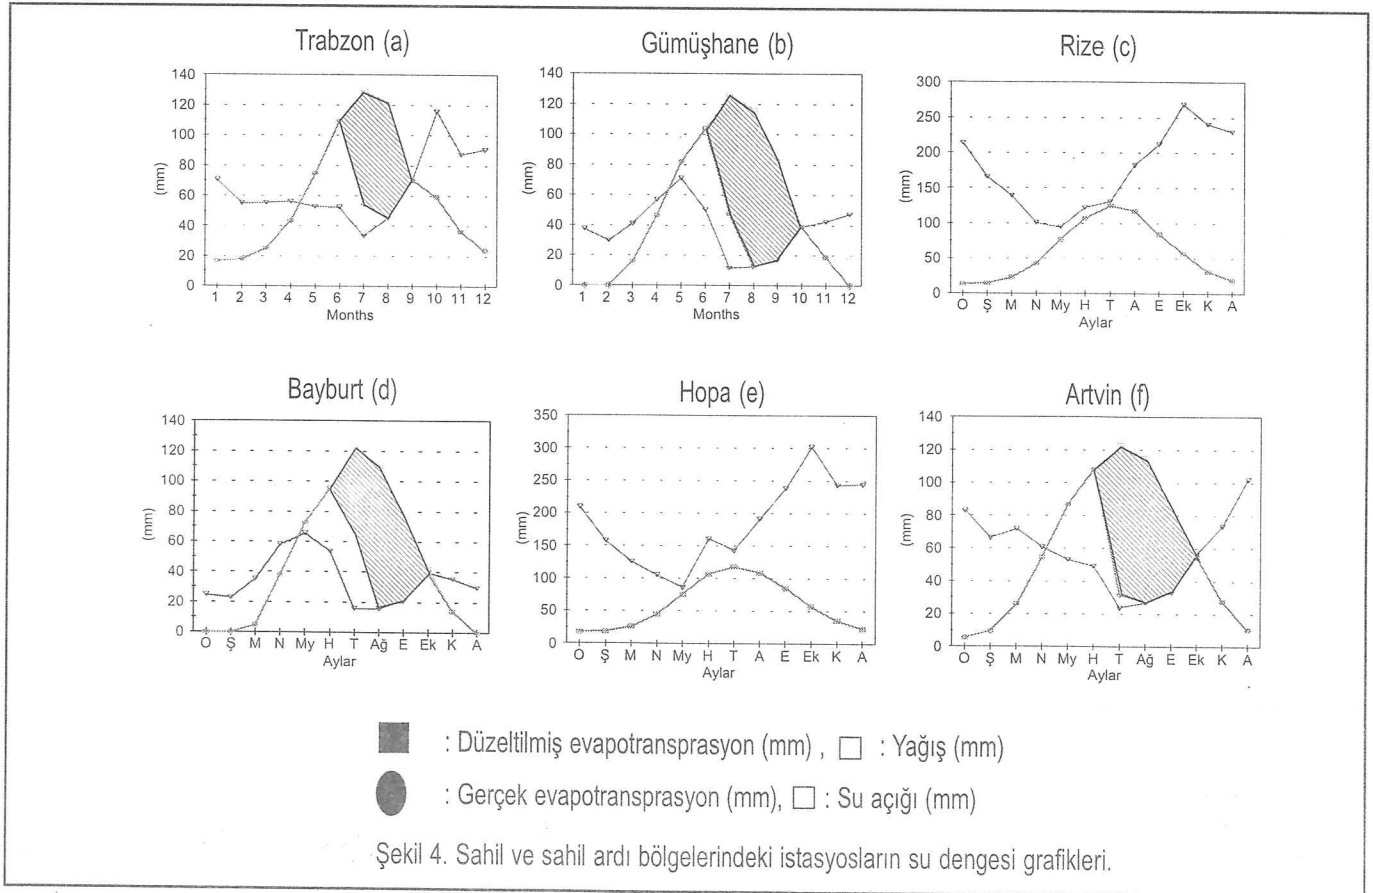 Trabzon (a)
140
120
100
80
60
40
20
0
(mm)
1 2 3 4 5 6 7 8 9 10 11 12
Months
Gümüşhane (b)
140
120
100
80
60
40
20
0
(mm)
1 2 3 4 5 6 7 8 9 10 11 12
Months
Rize (c)
300
250
200
150
100
50
0
(mm)
O Ş M N My H T A E Ek K A
Aylar
Bayburt (d)
140
120
100
80
60
40
20
0
(mm)
O Ş M N My H T Ağ E Ek K A
Aylar
Hopa (e)
350
300
250
200
150
100
50
0
(mm)
O Ş M N My H T A E Ek K A
Aylar
Artvin (f)
140
120
100
80
60
40
20
0
(mm)
O Ş M N My H T Ağ E Ek K A
Aylar
: Düzeltilmiş evapotransprasyon (mm) , : Yağış (mm)
: Gerçek evapotransprasyon (mm), : Su açığı (mm)
Şekil 4. Sahil ve sahil ardı bölgelerindeki istasyosların su dengesi grafikleri.